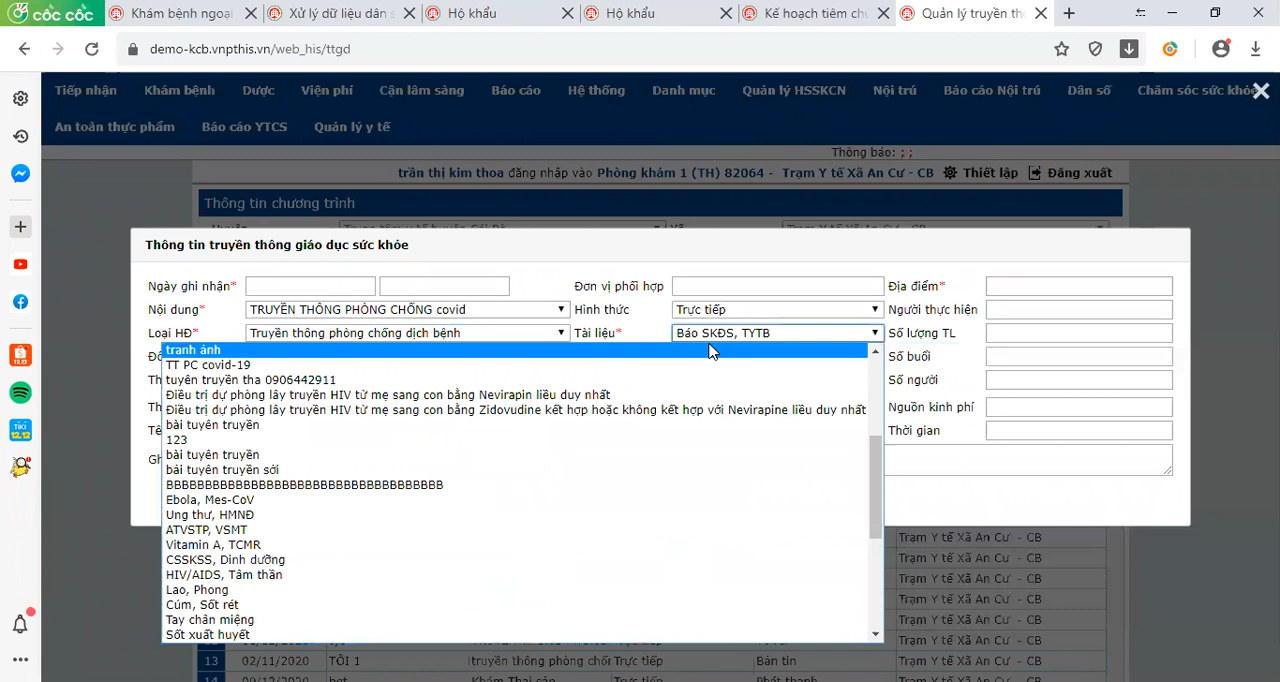 cốc cốc
Khám bệnh ngoại
Xử lý dữ liệu dân s
Hộ khẩu
Hộ khẩu
Kế hoạch tiêm chủ
Quản lý truyền thô
demo-kcb.vnpthis.vn/web_his/ttgd
Tiếp nhận Khám bệnh Dược Viện phí Cận lâm sàng Báo cáo Hệ thống Danh mục Quản lý HSSKCN Nội trú Báo cáo Nội trú Dân số Chăm sóc sức khỏe
An toàn thực phẩm Báo cáo YTCS Quản lý y tế
Thông báo: ; ;
trần thị kim thoa đăng nhập vào Phòng khám 1 (TH) 82064 - Trạm Y tế Xã An Cư - CB Thiết lập Đăng xuất
Thông tin chương trình
Thông tin truyền thông giáo dục sức khỏe
Ngày ghi nhận* Đơn vị phối hợp Địa điểm*
Nội dung* TRUYỀN THÔNG PHÒNG CHỐNG covid Hình thức Trực tiếp Người thực hiện
Loại HĐ* Truyền thông phòng chống dịch bệnh Tài liệu* Báo SKĐS, TYTB Số lượng TL
tranh ảnh
Số buổi
TT PC covid-19
tuyên truyền tha 0906442911
Số người
Điều trị dự phòng lây truyền HIV từ mẹ sang con bằng Nevirapin liều duy nhất
Điều trị dự phòng lây truyền HIV từ mẹ sang con bằng Zidovudine kết hợp hoặc không kết hợp với Nevirapine liều duy nhất
Nguồn kinh phí
bài tuyên truyền
Thời gian
123
bài tuyên truyền
bài tuyên truyền sởi
BBBBBBBBBBBBBBBBBBBBBBBBBBBBBBBBBBBB
Ebola, Mes-CoV
Ung thư, HMNĐ
ATVSTP, VSMT
Trạm Y tế Xã An Cư - CB
Vitamin A, TCMR
CSSKSS, Dinh dưỡng
Trạm Y tế Xã An Cư - CB
HIV/AIDS, Tâm thần
Trạm Y tế Xã An Cư - CB
Lao, Phong
Trạm Y tế Xã An Cư - CB
Cúm, Sốt rét
Tay chân miệng
Trạm Y tế Xã An Cư - CB
Sốt xuất huyết
Trạm Y tế Xã An Cư - CB
13 02/11/2020 TÔI 1 truyền thông phòng chốn Trực tiếp Bản tin Trạm Y tế Xã An Cư - CB